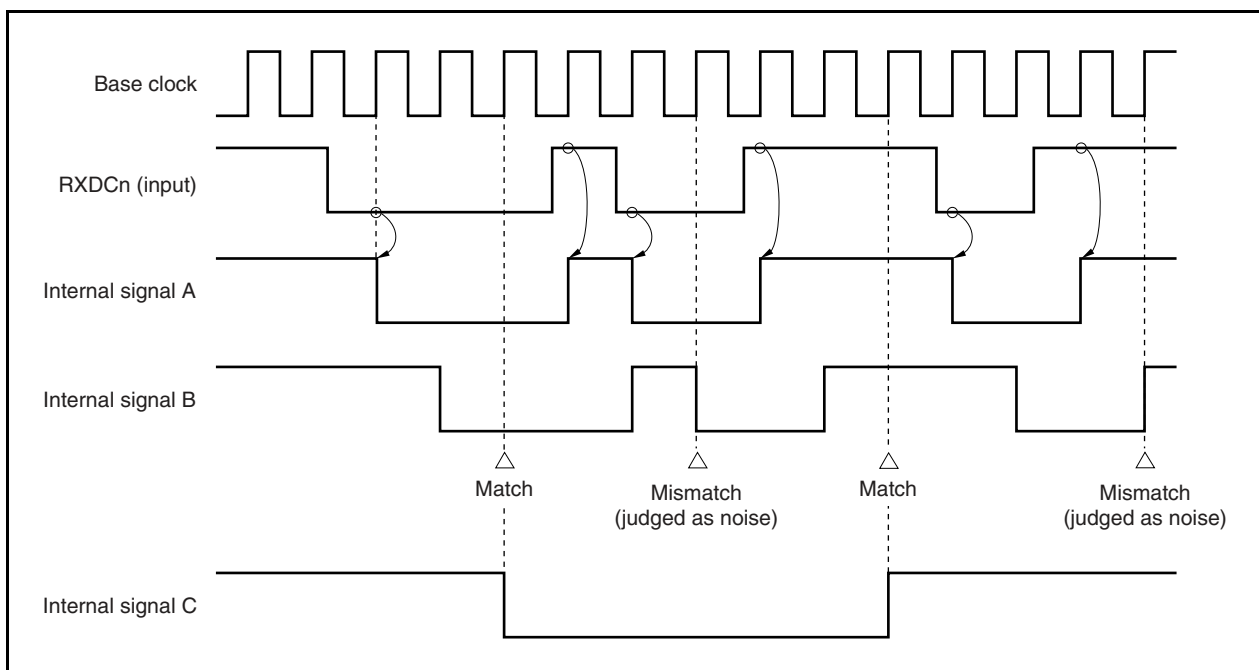 Base clock
RXDCn (input)
Internal signal A
Internal signal B
Match
Mismatch
(judged as noise)
Match
Mismatch
(judged as noise)
Internal signal C